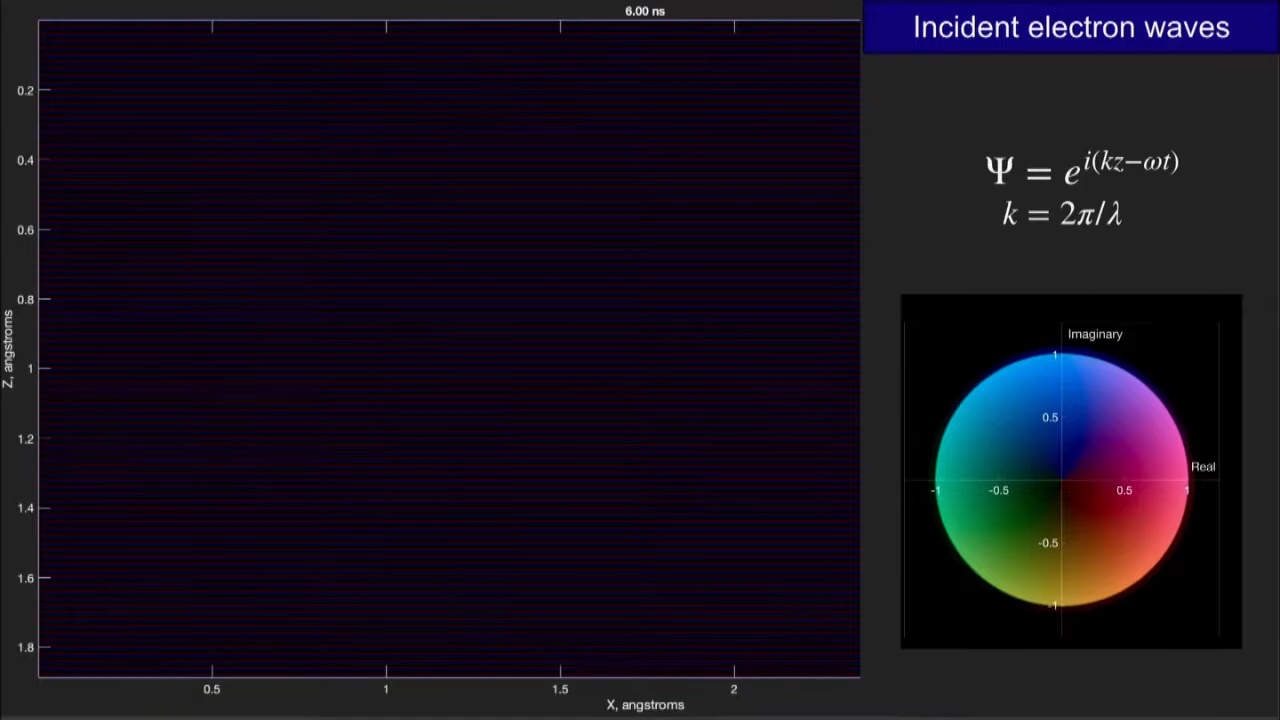 6.00 ns
Incident electron waves
Ψ = e^{i(kz−ωt)}
k = 2π/λ
Z, angstroms
0.2
0.4
0.6
0.8
1
1.2
1.4
1.6
1.8
0.5
1
1.5
2
X, angstroms
Imaginary
1
0.5
Real
-1
-0.5
0.5
1
-0.5
-1